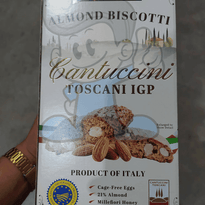 ALMOND BISCOTTI
Cantuccini
TOSCANI IGP
PRODUCT OF ITALY
• Cage-Free Eggs
• 21% Almond
• Millefiori Honey